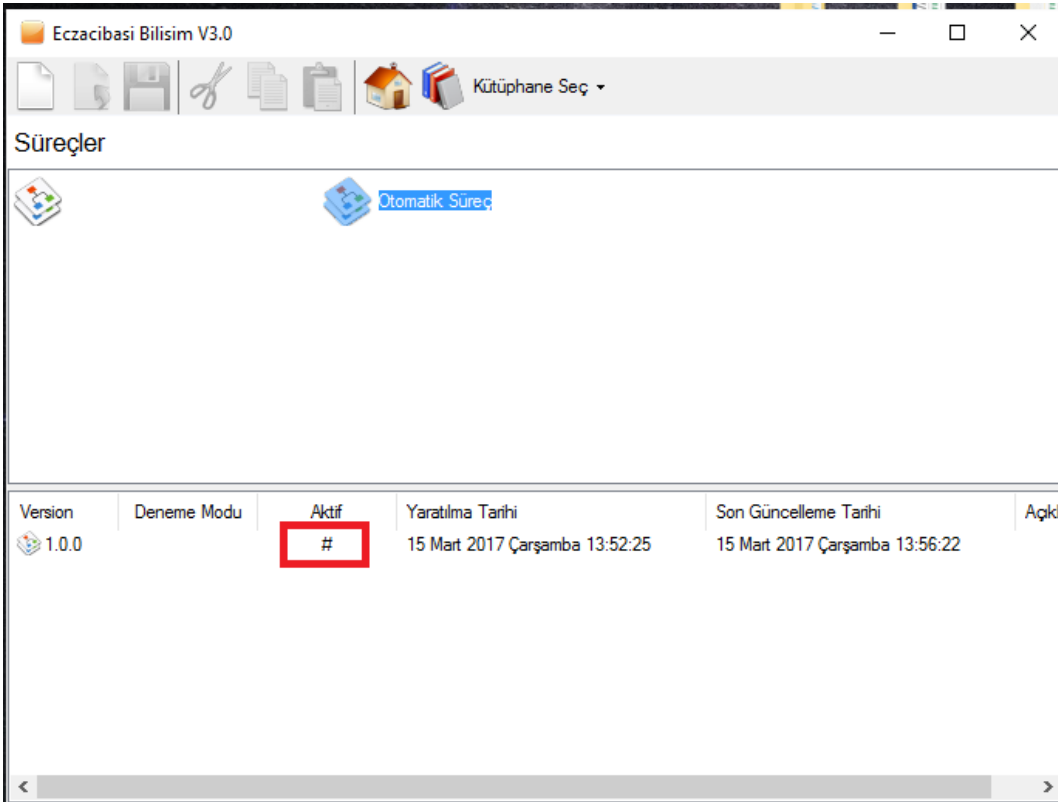 Eczacibasi Bilisim V3.0
Kütüphane Seç
Süreçler
Otomatik Süreç
Version Deneme Modu Aktif Yaratılma Tarihi Son Güncelleme Tarihi
1.0.0 # 15 Mart 2017 Çarşamba 13:52:25 15 Mart 2017 Çarşamba 13:56:22